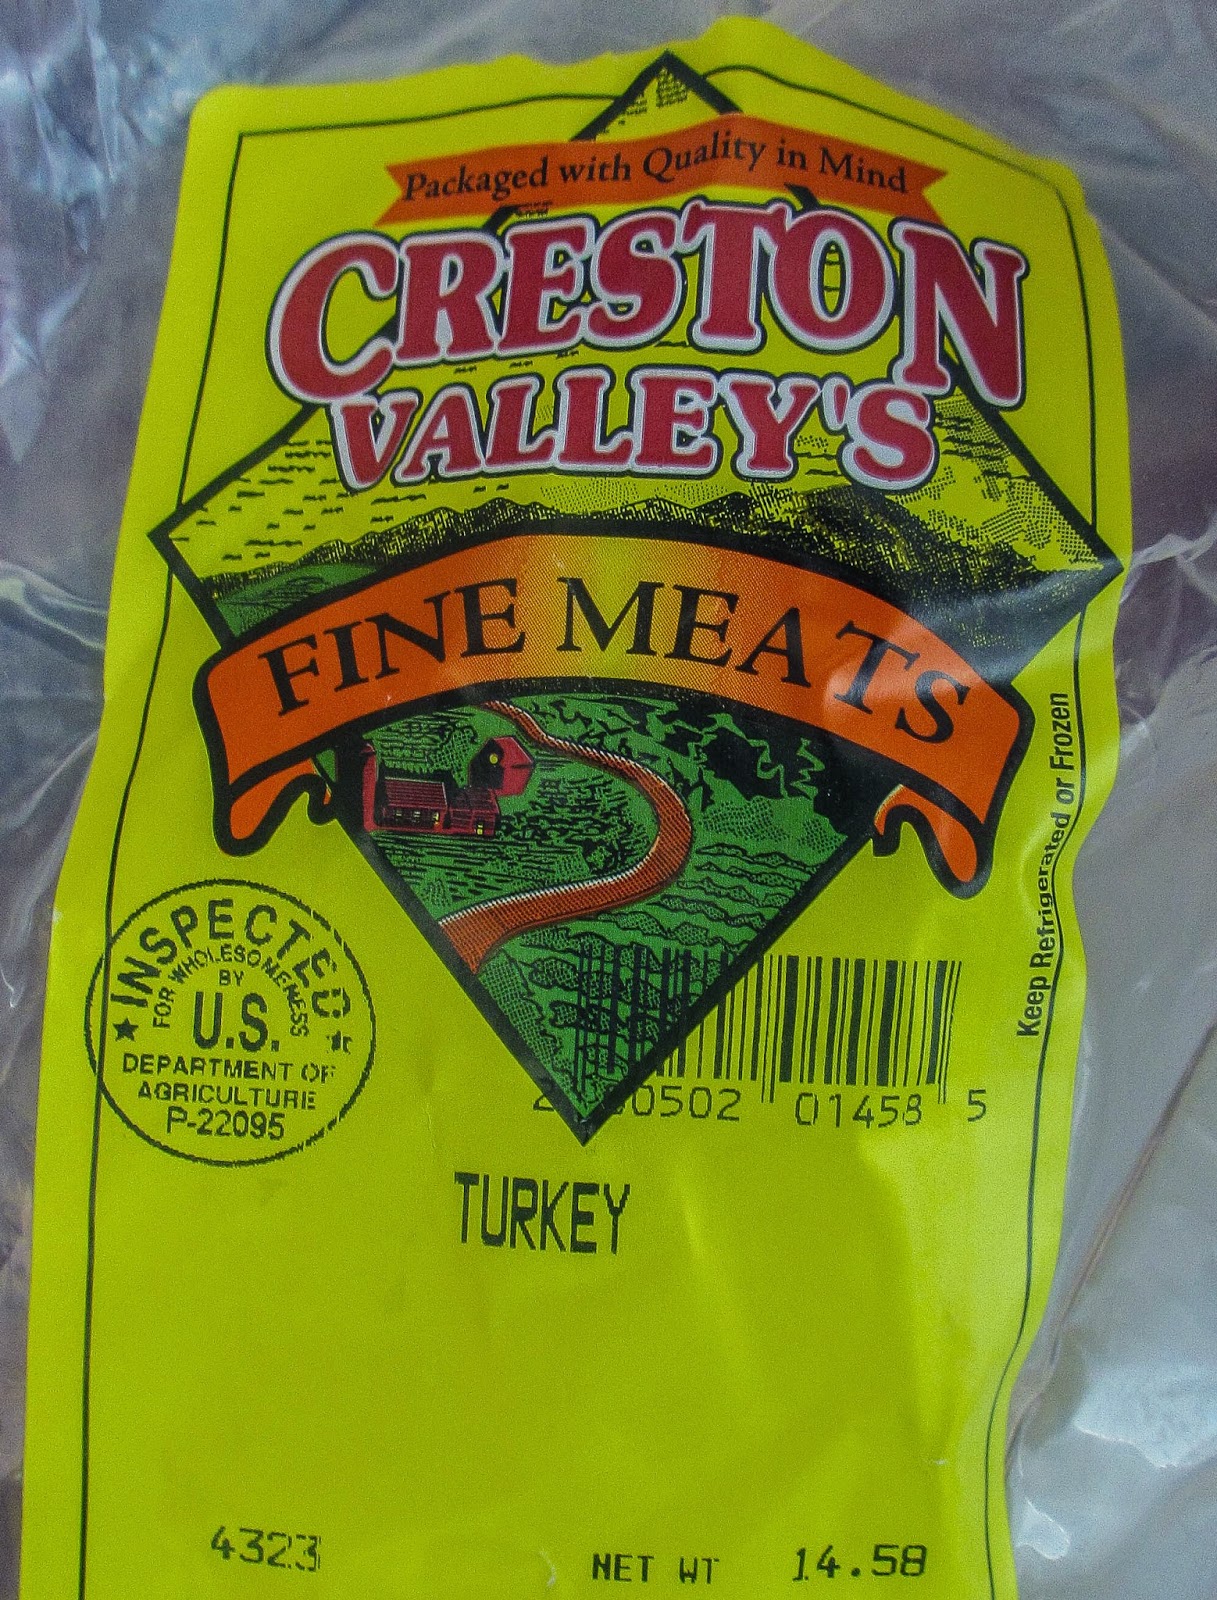 Packaged with Quality in Mind
CRESTON
VALLEY'S
FINE MEATS
Keep Refrigerated or Frozen
INSPECTED
FOR WHOLESOMENESS
BY
U.S.
DEPARTMENT OF
AGRICULTURE
P-22095
0502 01458 5
TURKEY
4323 NET WT 14.58